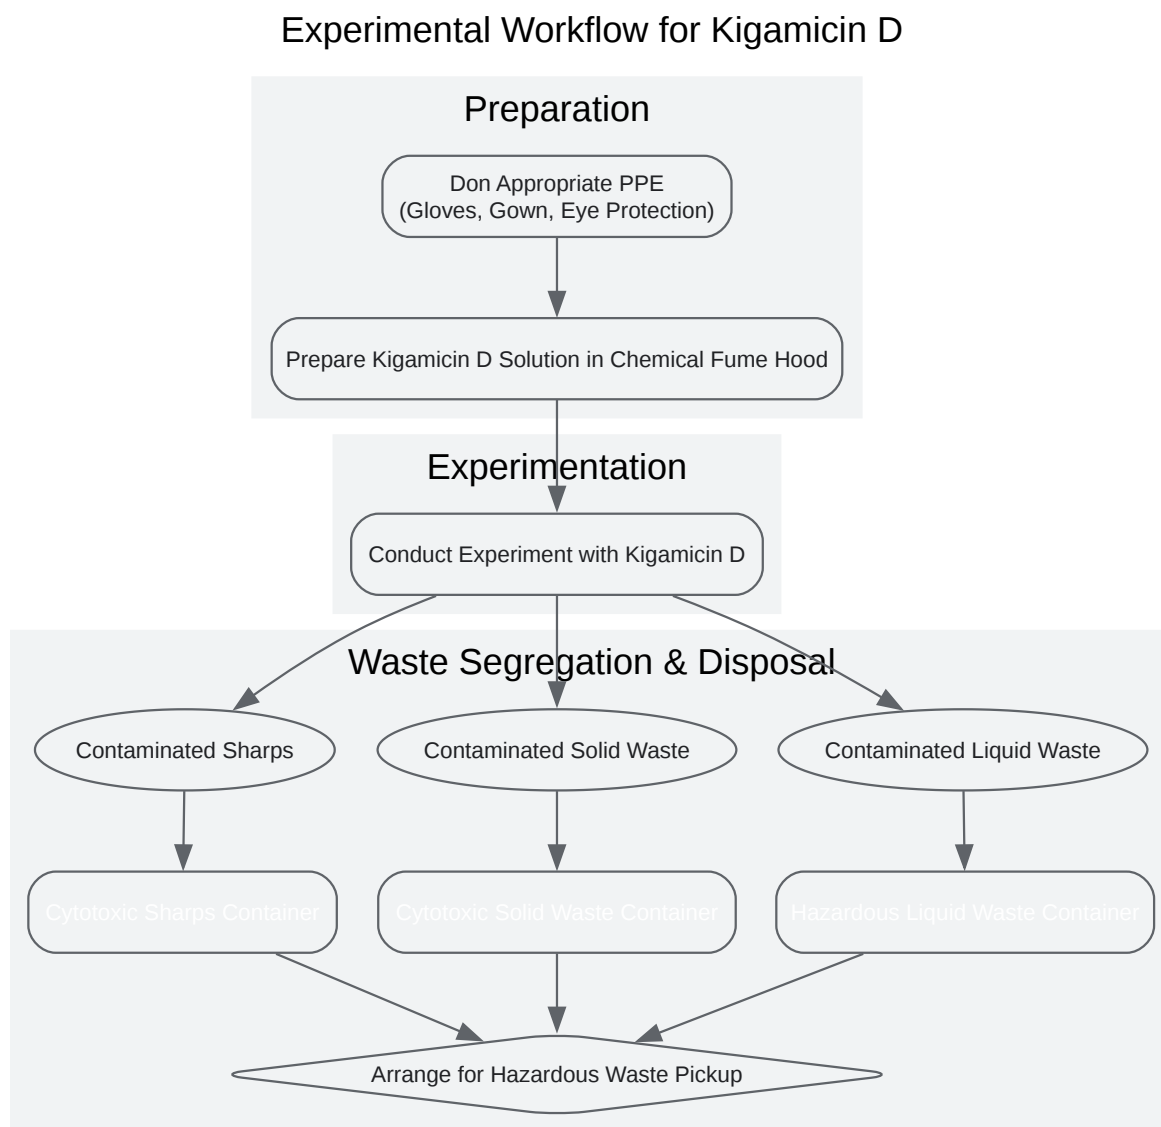 Experimental Workflow for Kigamicin D
Preparation
Don Appropriate PPE
(Gloves, Gown, Eye Protection)
Prepare Kigamicin D Solution in Chemical Fume Hood
Experimentation
Conduct Experiment with Kigamicin D
Waste Segregation & Disposal
Contaminated Sharps
Contaminated Solid Waste
Contaminated Liquid Waste
Cytotoxic Sharps Container
Cytotoxic Solid Waste Container
Hazardous Liquid Waste Container
Arrange for Hazardous Waste Pickup